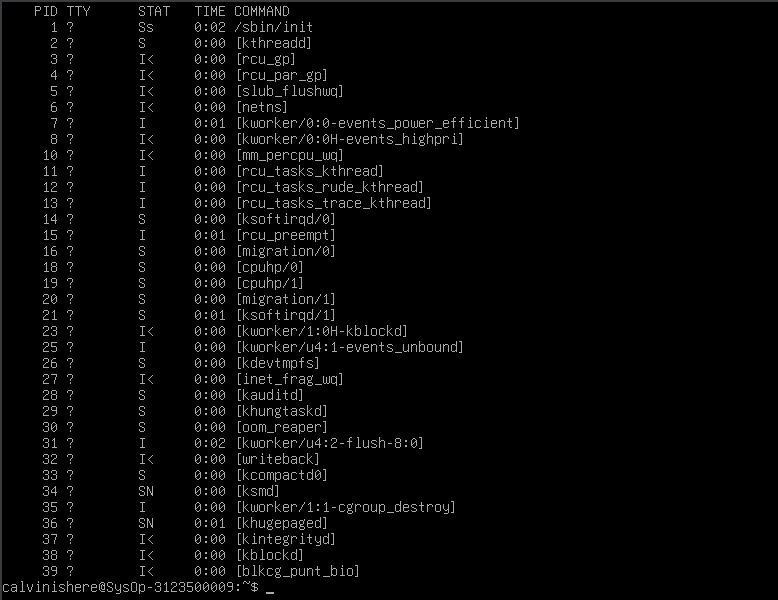 PID TTY STAT TIME COMMAND
1 ? Ss 0:02 /sbin/init
2 ? S 0:00 [kthreadd]
3 ? I< 0:00 [rcu_gp]
4 ? I< 0:00 [rcu_par_gp]
5 ? I< 0:00 [slub_flushwq]
6 ? I< 0:00 [netns]
7 ? I 0:01 [kworker/0:0-events_power_efficient]
8 ? I< 0:00 [kworker/0:0H-events_highpri]
10 ? I< 0:00 [mm_percpu_wq]
11 ? I 0:00 [rcu_tasks_kthread]
12 ? I 0:00 [rcu_tasks_rude_kthread]
13 ? I 0:00 [rcu_tasks_trace_kthread]
14 ? S 0:00 [ksoftirqd/0]
15 ? I 0:01 [rcu_preempt]
16 ? S 0:00 [migration/0]
18 ? S 0:00 [cpuhp/0]
19 ? S 0:00 [cpuhp/1]
20 ? S 0:00 [migration/1]
21 ? S 0:01 [ksoftirqd/1]
23 ? I< 0:00 [kworker/1:0H-kblockd]
25 ? I 0:00 [kworker/u4:1-events_unbound]
26 ? S 0:00 [kdevtmpfs]
27 ? I< 0:00 [inet_frag_wq]
28 ? S 0:00 [kauditd]
29 ? S 0:00 [khungtaskd]
30 ? S 0:00 [oom_reaper]
31 ? I 0:02 [kworker/u4:2-flush-8:0]
32 ? I< 0:00 [writeback]
33 ? S 0:00 [kcompactd0]
34 ? SN 0:00 [ksmd]
35 ? I 0:00 [kworker/1:1-cgroup_destroy]
36 ? SN 0:01 [khugepaged]
37 ? I< 0:00 [kintegrityd]
38 ? I< 0:00 [kblockd]
39 ? I< 0:00 [blkcg_punt_bio]
calvinishere@SysOp-3123500009:~$ _